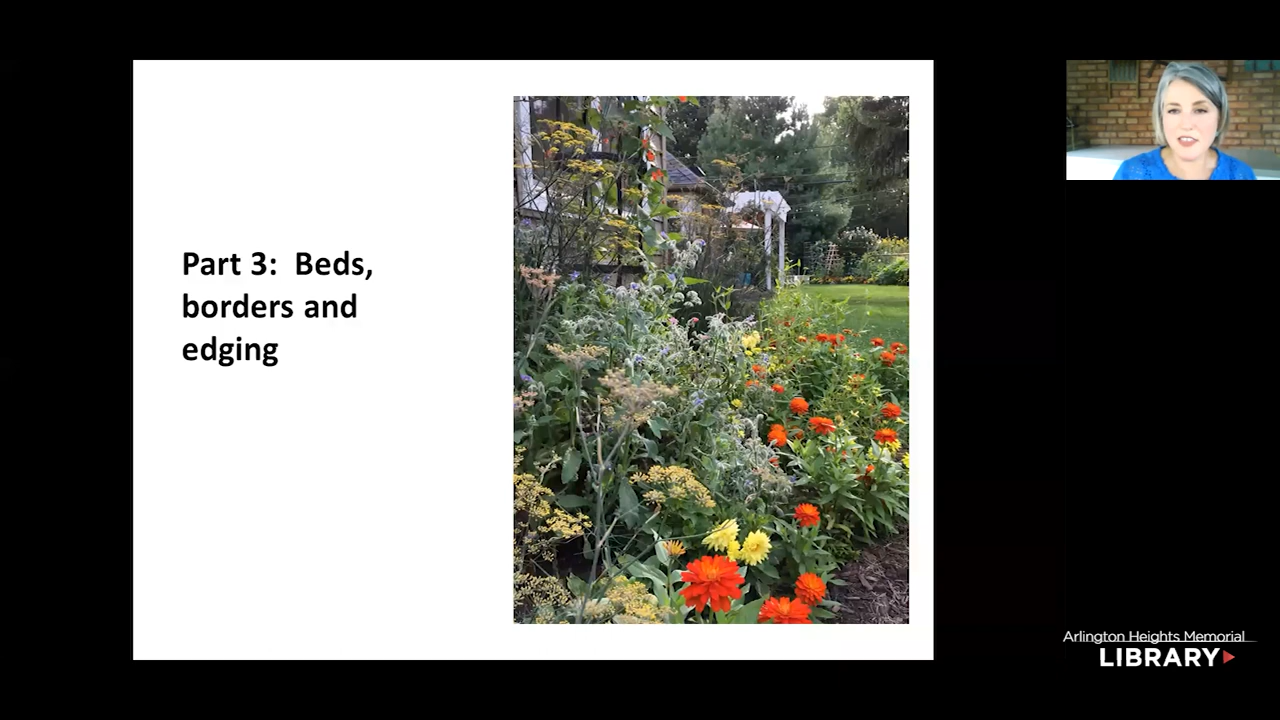 Part 3:  Beds,
borders and
edging
Arlington Heights Memorial
LIBRARY